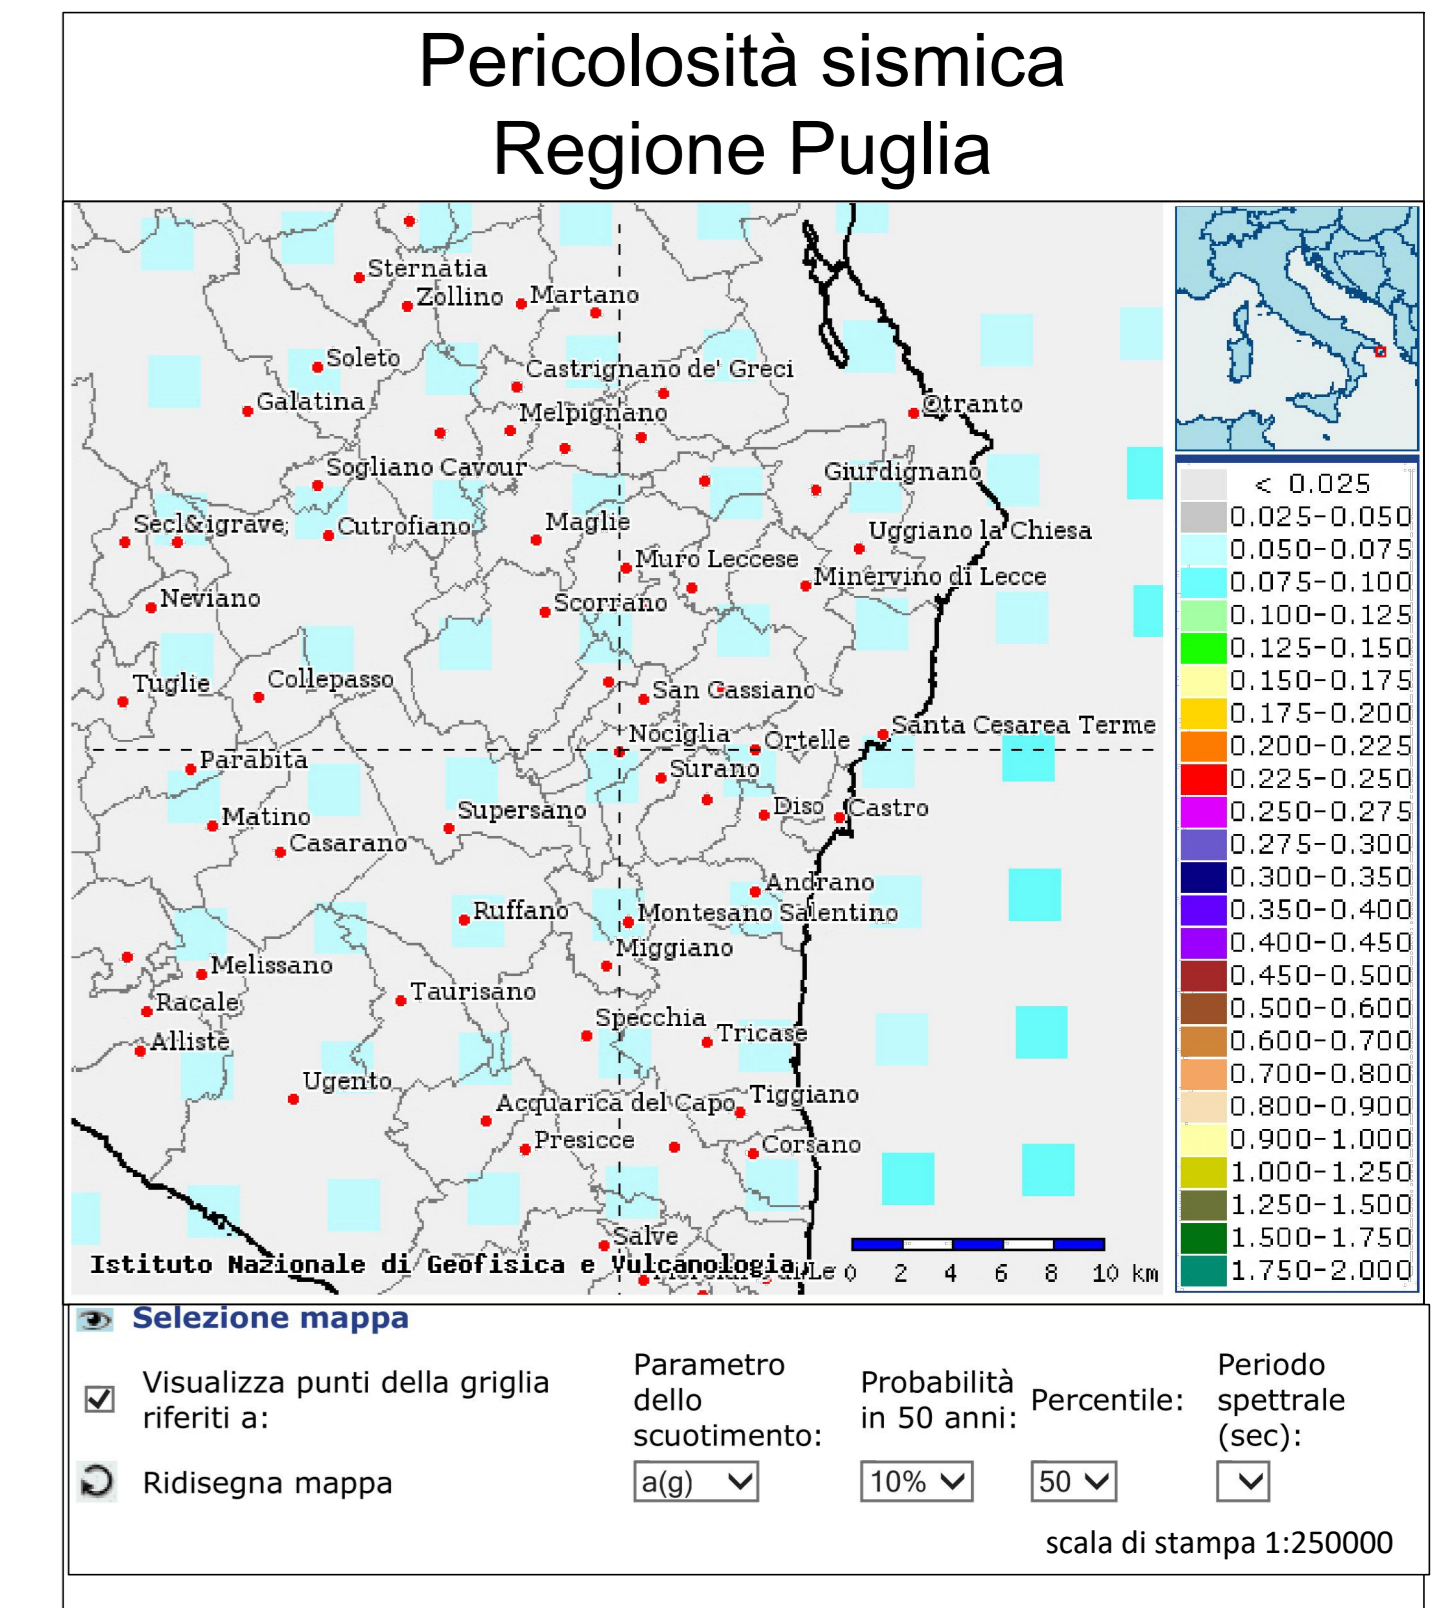 Pericolosità sismica
Regione Puglia
Sternatia
Zollino
Martano
Soleto
Castrignano de' Greci
Galatina
Melpignano
Otranto
Sogliano Cavour
Giurdignano
Secl&igrave;
Cutrofiano
Maglie
Uggiano la Chiesa
Muro Leccese
Minervino di Lecce
Neviano
Scorrano
Tuglie
Collepasso
San Cassiano
Nociglia
Ortelle
Santa Cesarea Terme
Parabita
Surano
Matino
Supersano
Diso
Castro
Casarano
Andrano
Ruffano
Montesano Salentino
Miggiano
Melissano
Racale
Taurisano
Specchia
Tricase
Alliste
Ugento
Acquarica del Capo
Tiggiano
Presicce
Corsano
Salve
Istituto Nazionale di Geofisica e Vulcanologia
0 2 4 6 8 10 km
< 0.025
0.025-0.050
0.050-0.075
0.075-0.100
0.100-0.125
0.125-0.150
0.150-0.175
0.175-0.200
0.200-0.225
0.225-0.250
0.250-0.275
0.275-0.300
0.300-0.350
0.350-0.400
0.400-0.450
0.450-0.500
0.500-0.600
0.600-0.700
0.700-0.800
0.800-0.900
0.900-1.000
1.000-1.250
1.250-1.500
1.500-1.750
1.750-2.000
Selezione mappa
Visualizza punti della griglia
riferiti a:
Parametro
dello
scuotimento:
Probabilità
in 50 anni:
Percentile:
Periodo
spettrale
(sec):
Ridisegna mappa
a(g)
10%
50
scala di stampa 1:250000